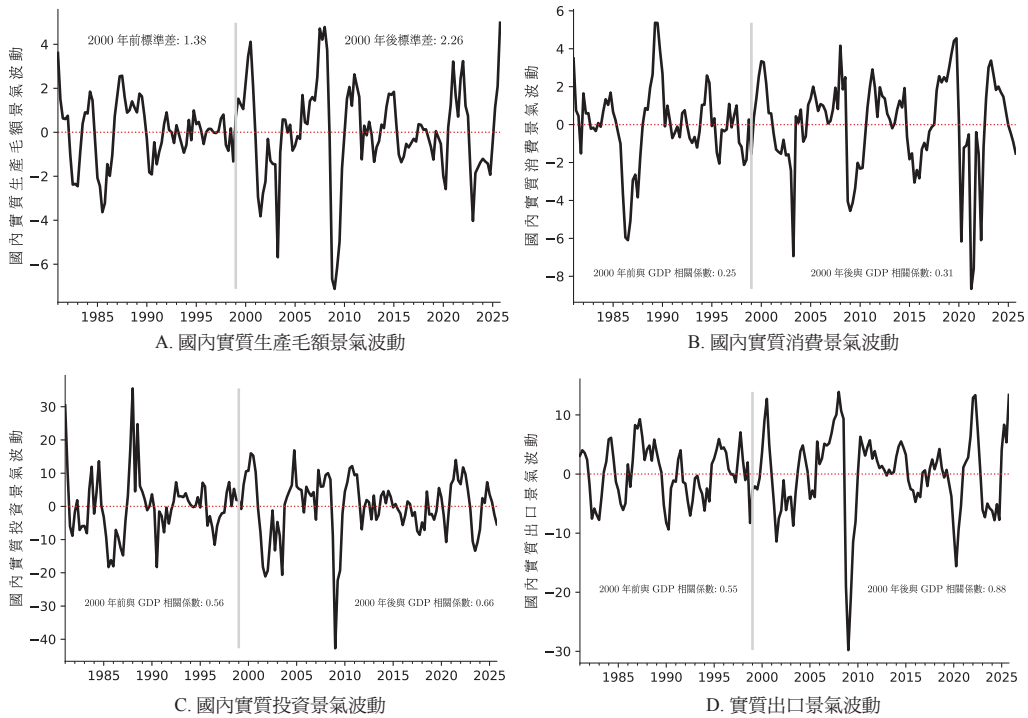 國內實質生產毛額景氣波動
2000 年前標準差: 1.38
2000 年後標準差: 2.26
4
2
0
−2
−4
−6
1985 1990 1995 2000 2005 2010 2015 2020 2025
A. 國內實質生產毛額景氣波動
國內實質消費景氣波動
6
4
2
0
−2
−4
−6
−8
2000 年前與 GDP 相關係數: 0.25
2000 年後與 GDP 相關係數: 0.31
1985 1990 1995 2000 2005 2010 2015 2020 2025
B. 國內實質消費景氣波動
國內實質投資景氣波動
30
20
10
0
−10
−20
−30
−40
2000 年前與 GDP 相關係數: 0.56
2000 年後與 GDP 相關係數: 0.66
1985 1990 1995 2000 2005 2010 2015 2020 2025
C. 國內實質投資景氣波動
國內實質出口景氣波動
10
0
−10
−20
−30
2000 年前與 GDP 相關係數: 0.55
2000 年後與 GDP 相關係數: 0.88
1985 1990 1995 2000 2005 2010 2015 2020 2025
D. 實質出口景氣波動